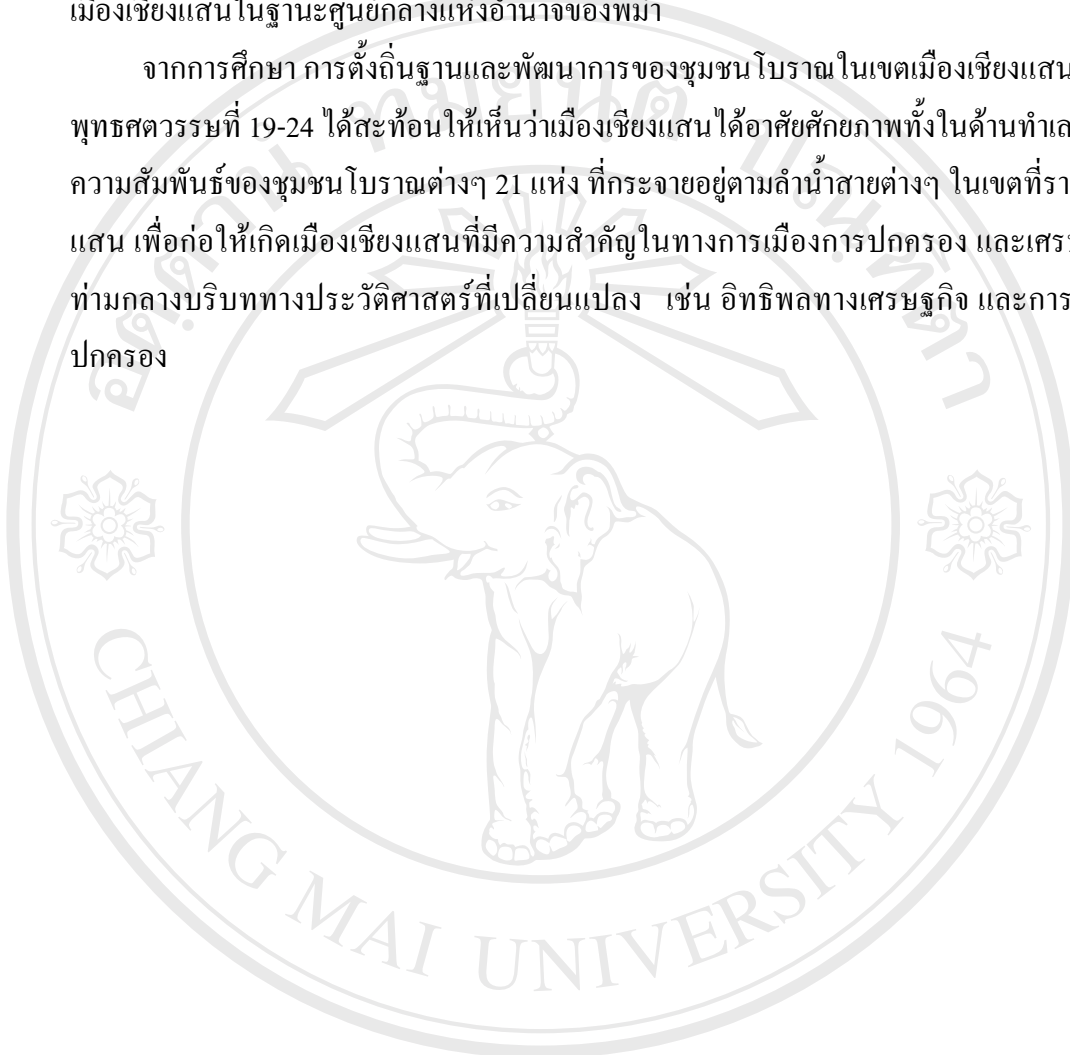 เมืองเชียงแสนในฐานะศูนย์กลางแห่งอำนาจของพม่า
จากการศึกษา การตั้งถิ่นฐานและพัฒนาการของชุมชนโบราณในเขตเมืองเชียงแสน
พุทธศตวรรษที่ 19-24 ได้สะท้อนให้เห็นว่าเมืองเชียงแสนได้อาศัยศักยภาพทั้งในด้านทำเล
ความสัมพันธ์ของชุมชนโบราณต่างๆ 21 แห่ง ที่กระจายอยู่ตามลำน้ำสายต่างๆ ในเขตที่รา
แสน เพื่อก่อให้เกิดเมืองเชียงแสนที่มีความสำคัญในทางการเมืองการปกครอง และเศร
ท่ามกลางบริบททางประวัติศาสตร์ที่เปลี่ยนแปลง เช่น อิทธิพลทางเศรษฐกิจ และการ
ปกครอง
อตฺตานํ ทมยนฺติ ปณฺฑิตา
CHIANG MAI UNIVERSITY 1964